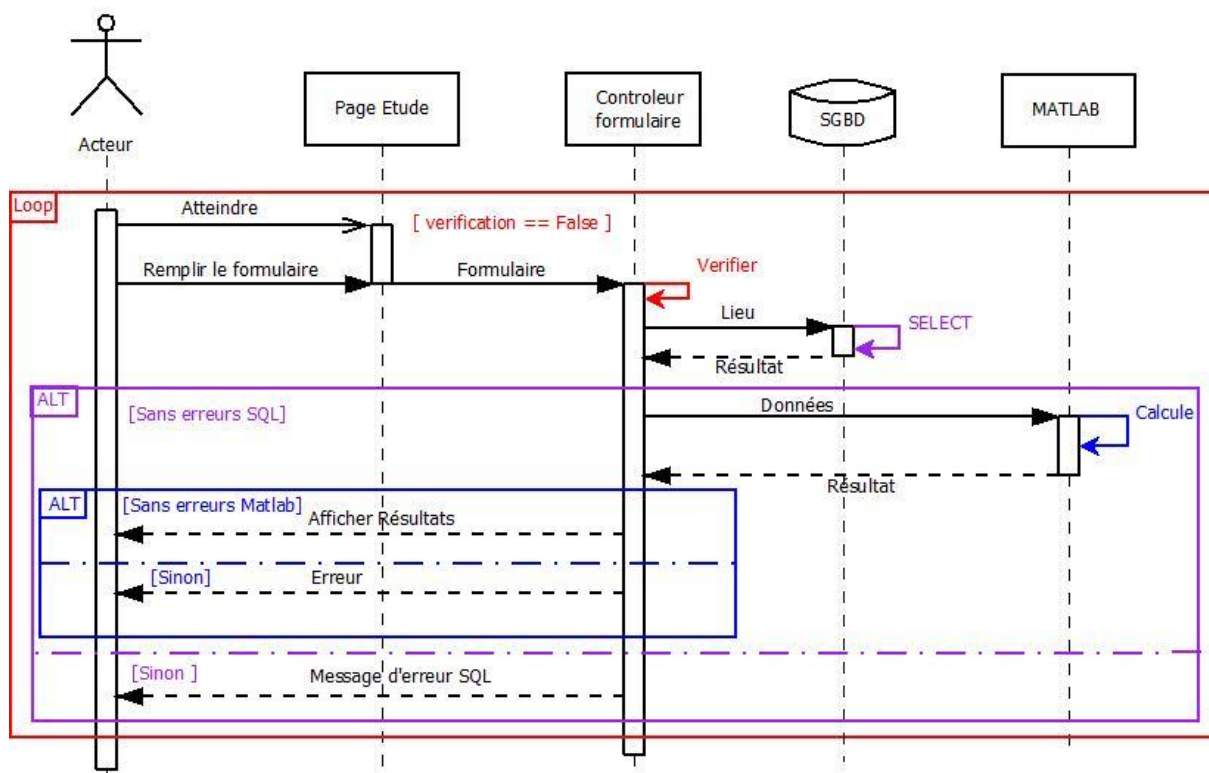 Acteur
Page Etude
Controleur
formulaire
SGBD
MATLAB
Loop
Atteindre
[ verification == False ]
Remplir le formulaire
Formulaire
Verifier
Lieu
SELECT
Résultat
ALT
[Sans erreurs SQL]
Données
Calcule
Résultat
ALT
[Sans erreurs Matlab]
Afficher Résultats
[Sinon]
Erreur
[Sinon ]
Message d'erreur SQL